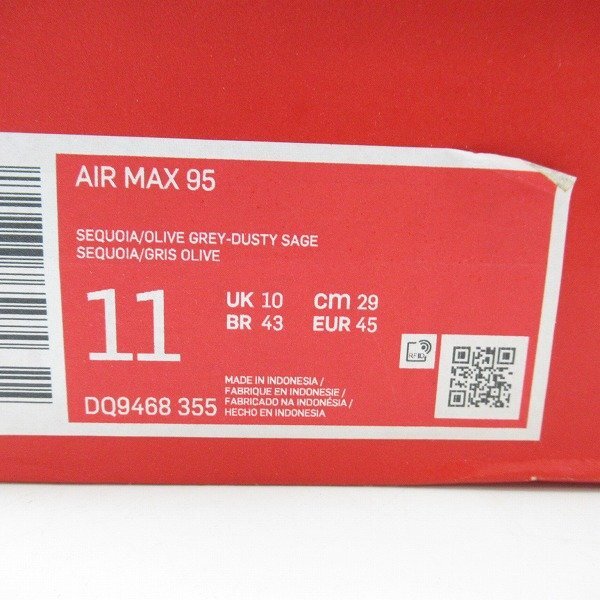 AIR MAX 95
SEQUOIA/OLIVE GREY-DUSTY SAGE
SEQUOIA/GRIS OLIVE
11
UK 10 cm 29
BR 43 EUR 45
RFID
DQ9468 355
MADE IN INDONESIA /
FABRIQUE EN INDONESIE /
FABRICADO NA INDONÉSIA /
HECHO EN INDONESIA